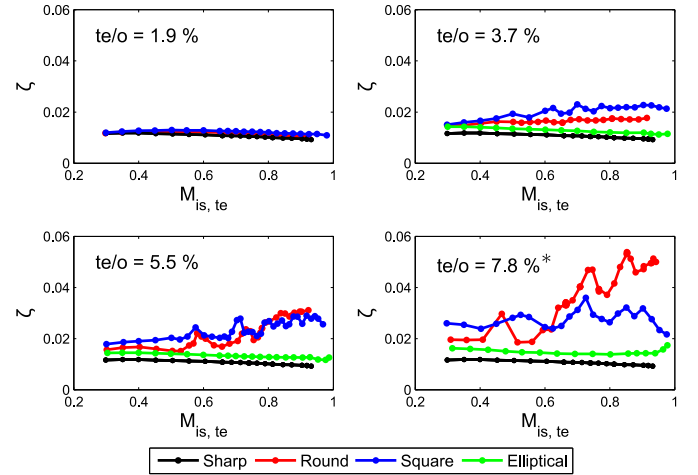 0.06
te/o = 1.9 %
0.04
ζ
0.02
0
0.2 0.4 0.6 0.8 1
M is, te
0.06
te/o = 3.7 %
0.04
ζ
0.02
0
0.2 0.4 0.6 0.8 1
M is, te
0.06
te/o = 5.5 %
0.04
ζ
0.02
0
0.2 0.4 0.6 0.8 1
M is, te
0.06
te/o = 7.8 %*
0.04
ζ
0.02
0
0.2 0.4 0.6 0.8 1
M is, te
Sharp Round Square Elliptical